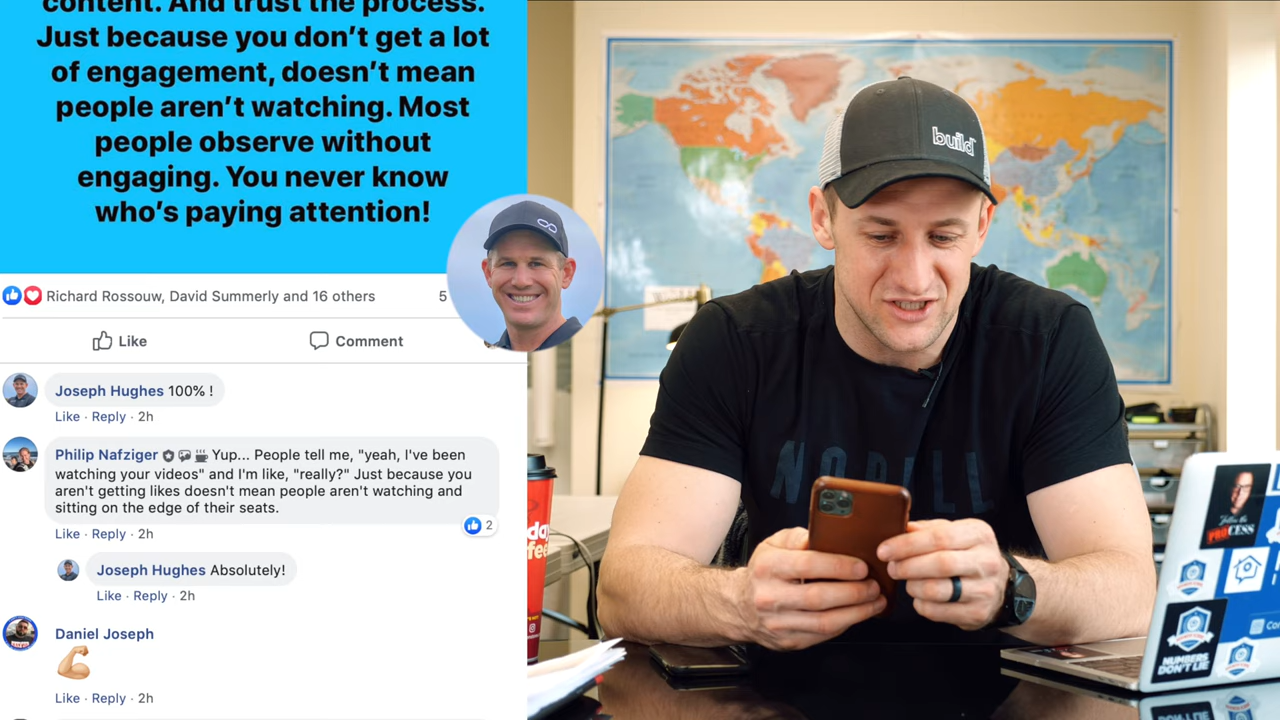 content. And trust the process.
Just because you don’t get a lot
of engagement, doesn’t mean
people aren’t watching. Most
people observe without
engaging. You never know
who’s paying attention!
Richard Rossouw, David Summerly and 16 others
5
Like
Comment
Joseph Hughes 100% !
Like · Reply · 2h
Philip Nafziger Yup... People tell me, "yeah, I've been
watching your videos" and I'm like, "really?" Just because you
aren't getting likes doesn't mean people aren't watching and
sitting on the edge of their seats.
2
Like · Reply · 2h
Joseph Hughes Absolutely!
Like · Reply · 2h
Daniel Joseph
Like · Reply · 2h
build
NOBULL
Follow the
PROCESS
NUMBERS
DON'T LIE